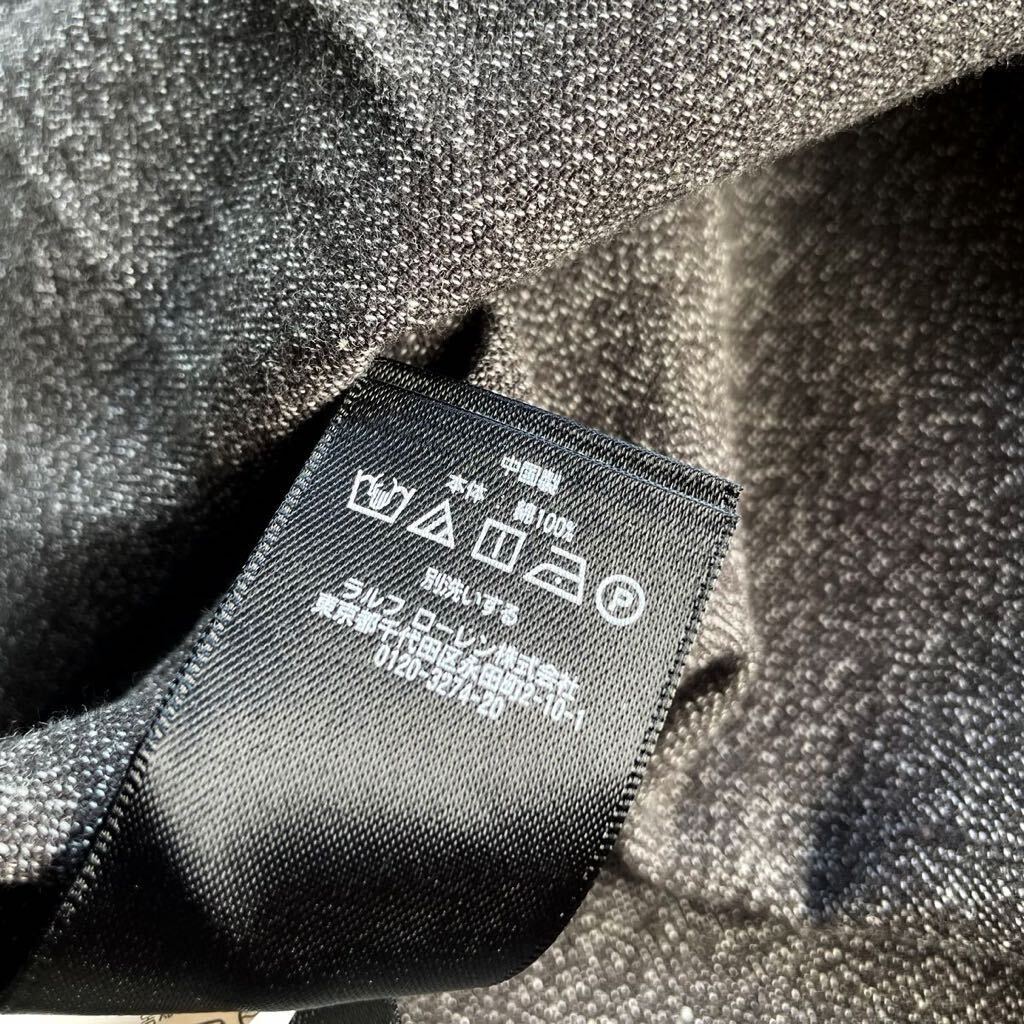 中国製
本体 綿100%
P
別洗いする
ラルフ ローレン株式会社
東京都千代田区永田町2-10-1
0120-3274-20